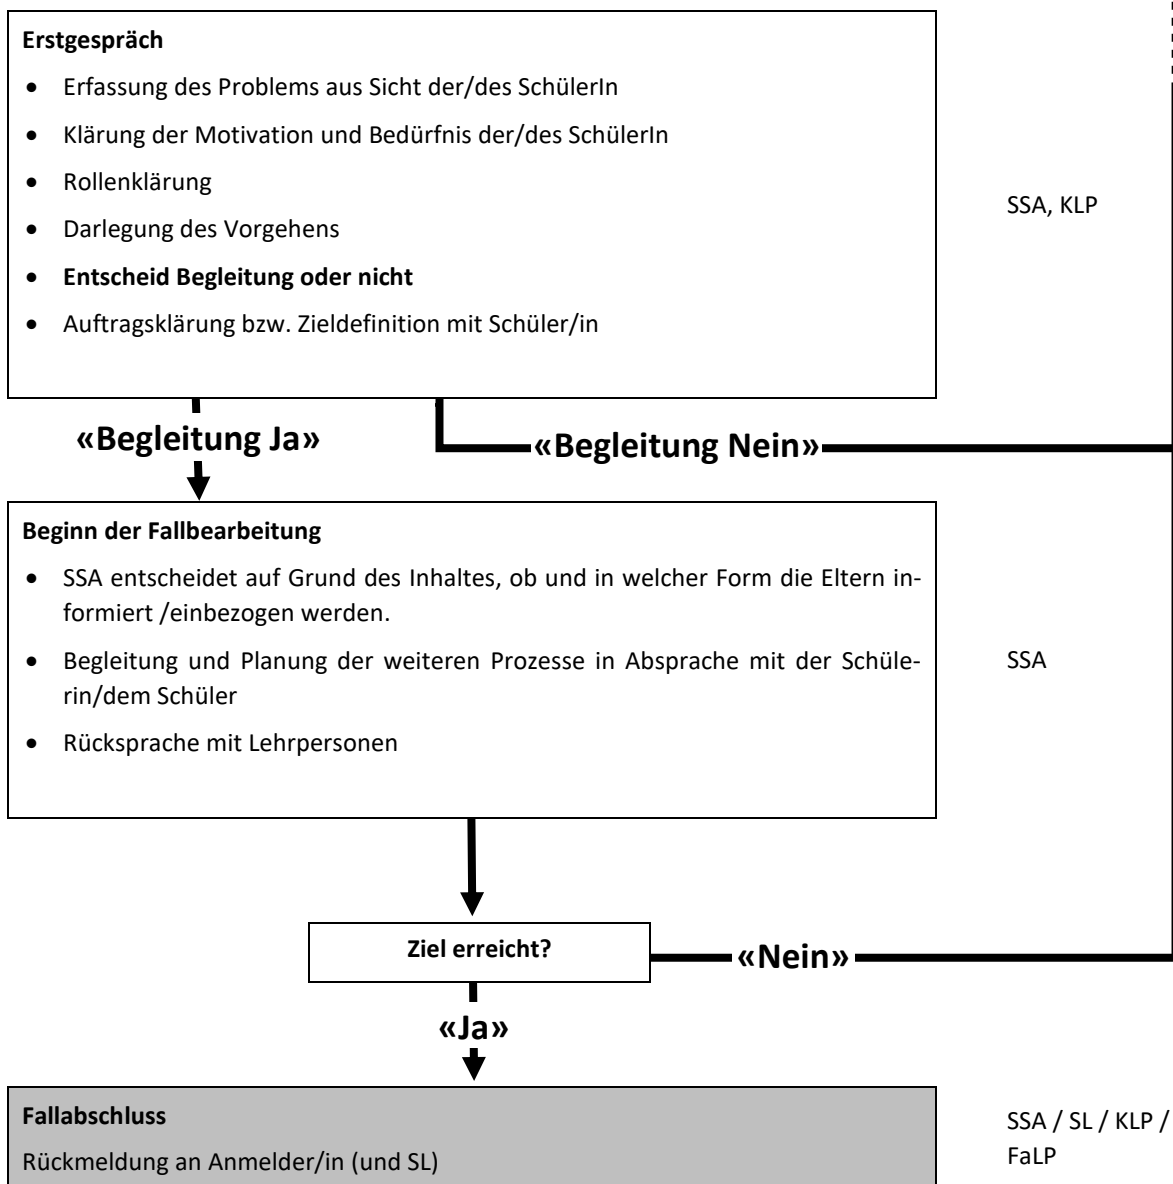 Erstgespräch
• Erfassung des Problems aus Sicht der/des SchülerIn
• Klärung der Motivation und Bedürfnis der/des SchülerIn
• Rollenklärung
• Darlegung des Vorgehens
• Entscheid Begleitung oder nicht
• Auftragsklärung bzw. Zieldefinition mit Schüler/in
SSA, KLP
«Begleitung Ja»
«Begleitung Nein»
Beginn der Fallbearbeitung
• SSA entscheidet auf Grund des Inhaltes, ob und in welcher Form die Eltern in-
formiert /einbezogen werden.
• Begleitung und Planung der weiteren Prozesse in Absprache mit der Schüle-
rin/dem Schüler
• Rücksprache mit Lehrpersonen
SSA
Ziel erreicht?
«Nein»
«Ja»
Fallabschluss
Rückmeldung an Anmelder/in (und SL)
SSA / SL / KLP /
FaLP